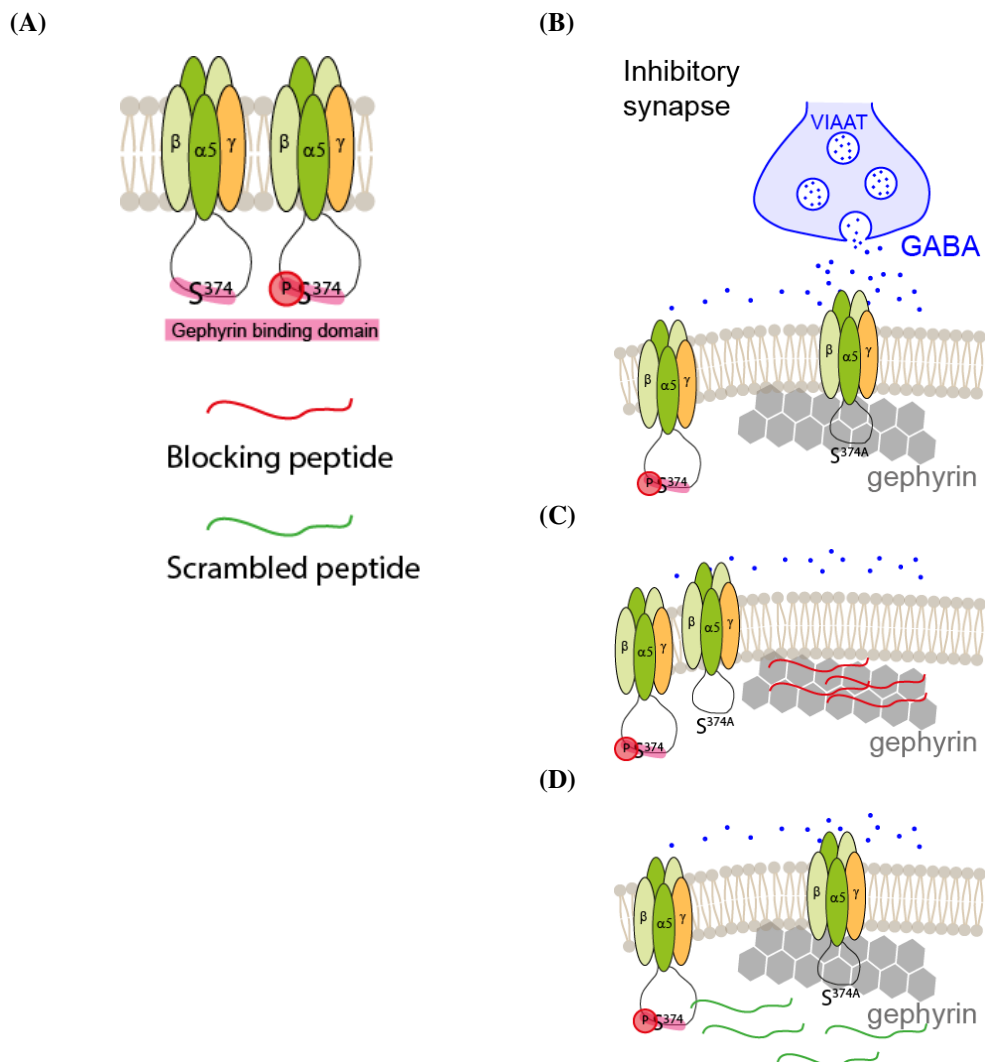 (A)
β α5 γ β α5 γ
S374 P S374
Gephyrin binding domain
Blocking peptide
Scrambled peptide
(B)
Inhibitory
synapse
VIAAT
GABA
β α5 γ
β α5 γ
S374A
P S374
gephyrin
(C)
β α5 γ
β α5 γ
S374A
P S374
gephyrin
(D)
β α5 γ
β α5 γ
S374A
P S374
gephyrin